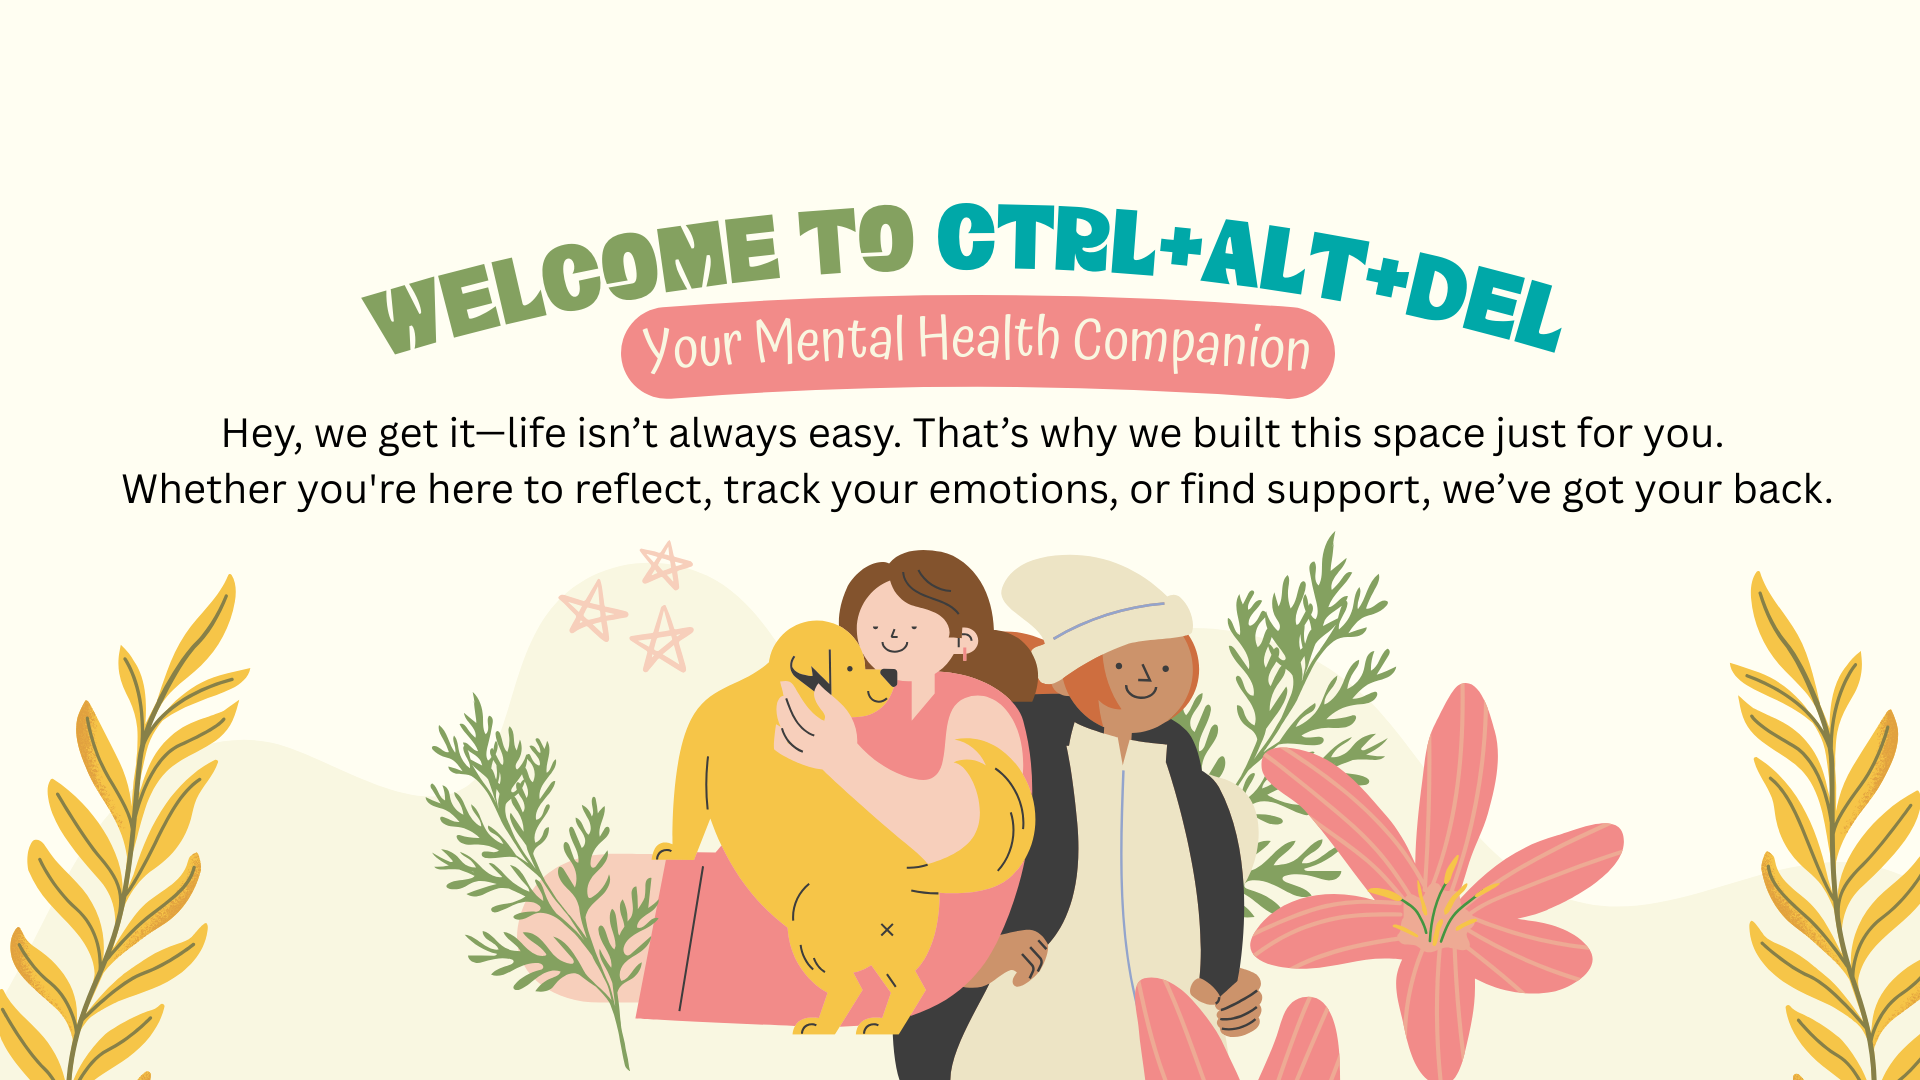 WELCOME TO CTRL+ALT+DEL
Your Mental Health Companion
Hey, we get it—life isn’t always easy. That’s why we built this space just for you.
Whether you're here to reflect, track your emotions, or find support, we’ve got your back.